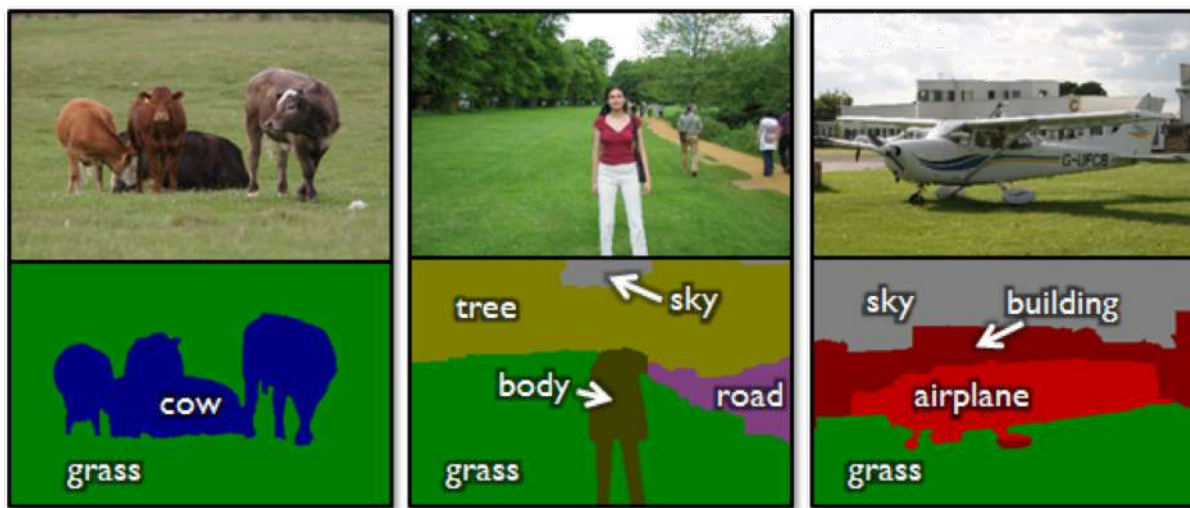 G-UFCB
sky
tree
sky
building
body
cow
road
airplane
grass
grass
grass